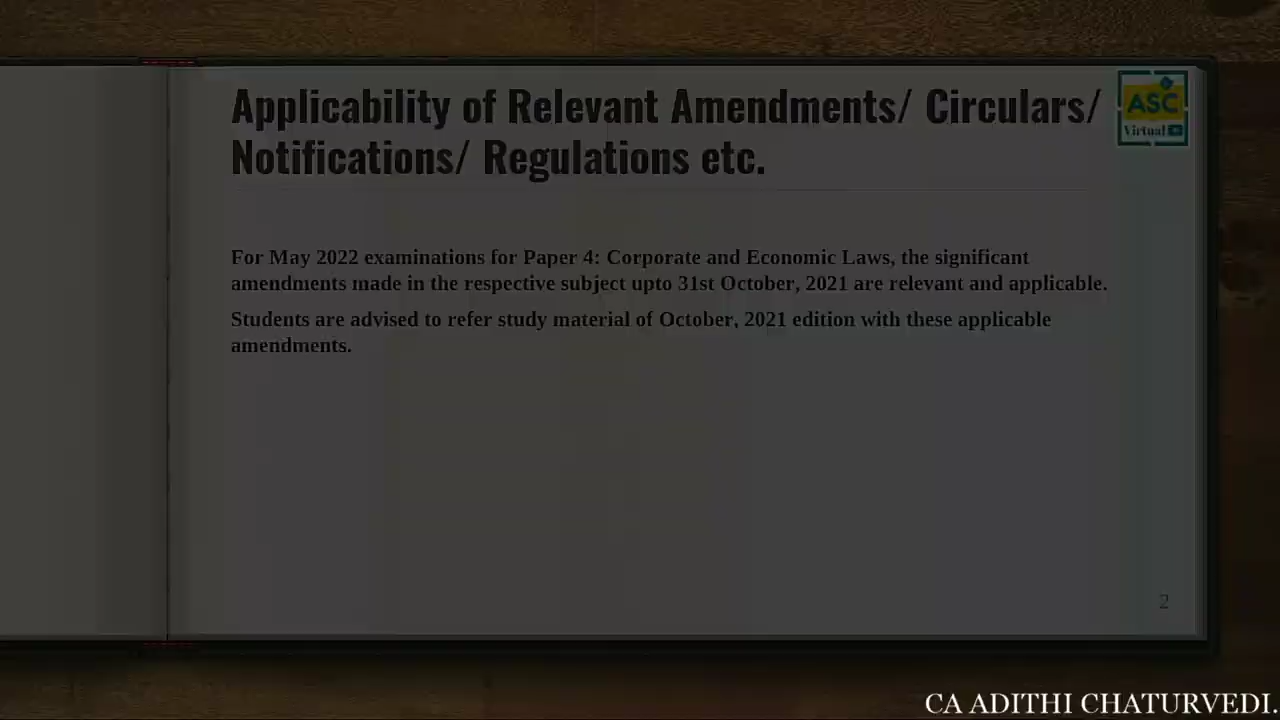 Applicability of Relevant Amendments/ Circulars/
Notifications/ Regulations etc.
ASC
Virtual
For May 2022 examinations for Paper 4: Corporate and Economic Laws, the significant
amendments made in the respective subject upto 31st October, 2021 are relevant and applicable.
Students are advised to refer study material of October, 2021 edition with these applicable
amendments.
2
CA ADITHI CHATURVEDI.